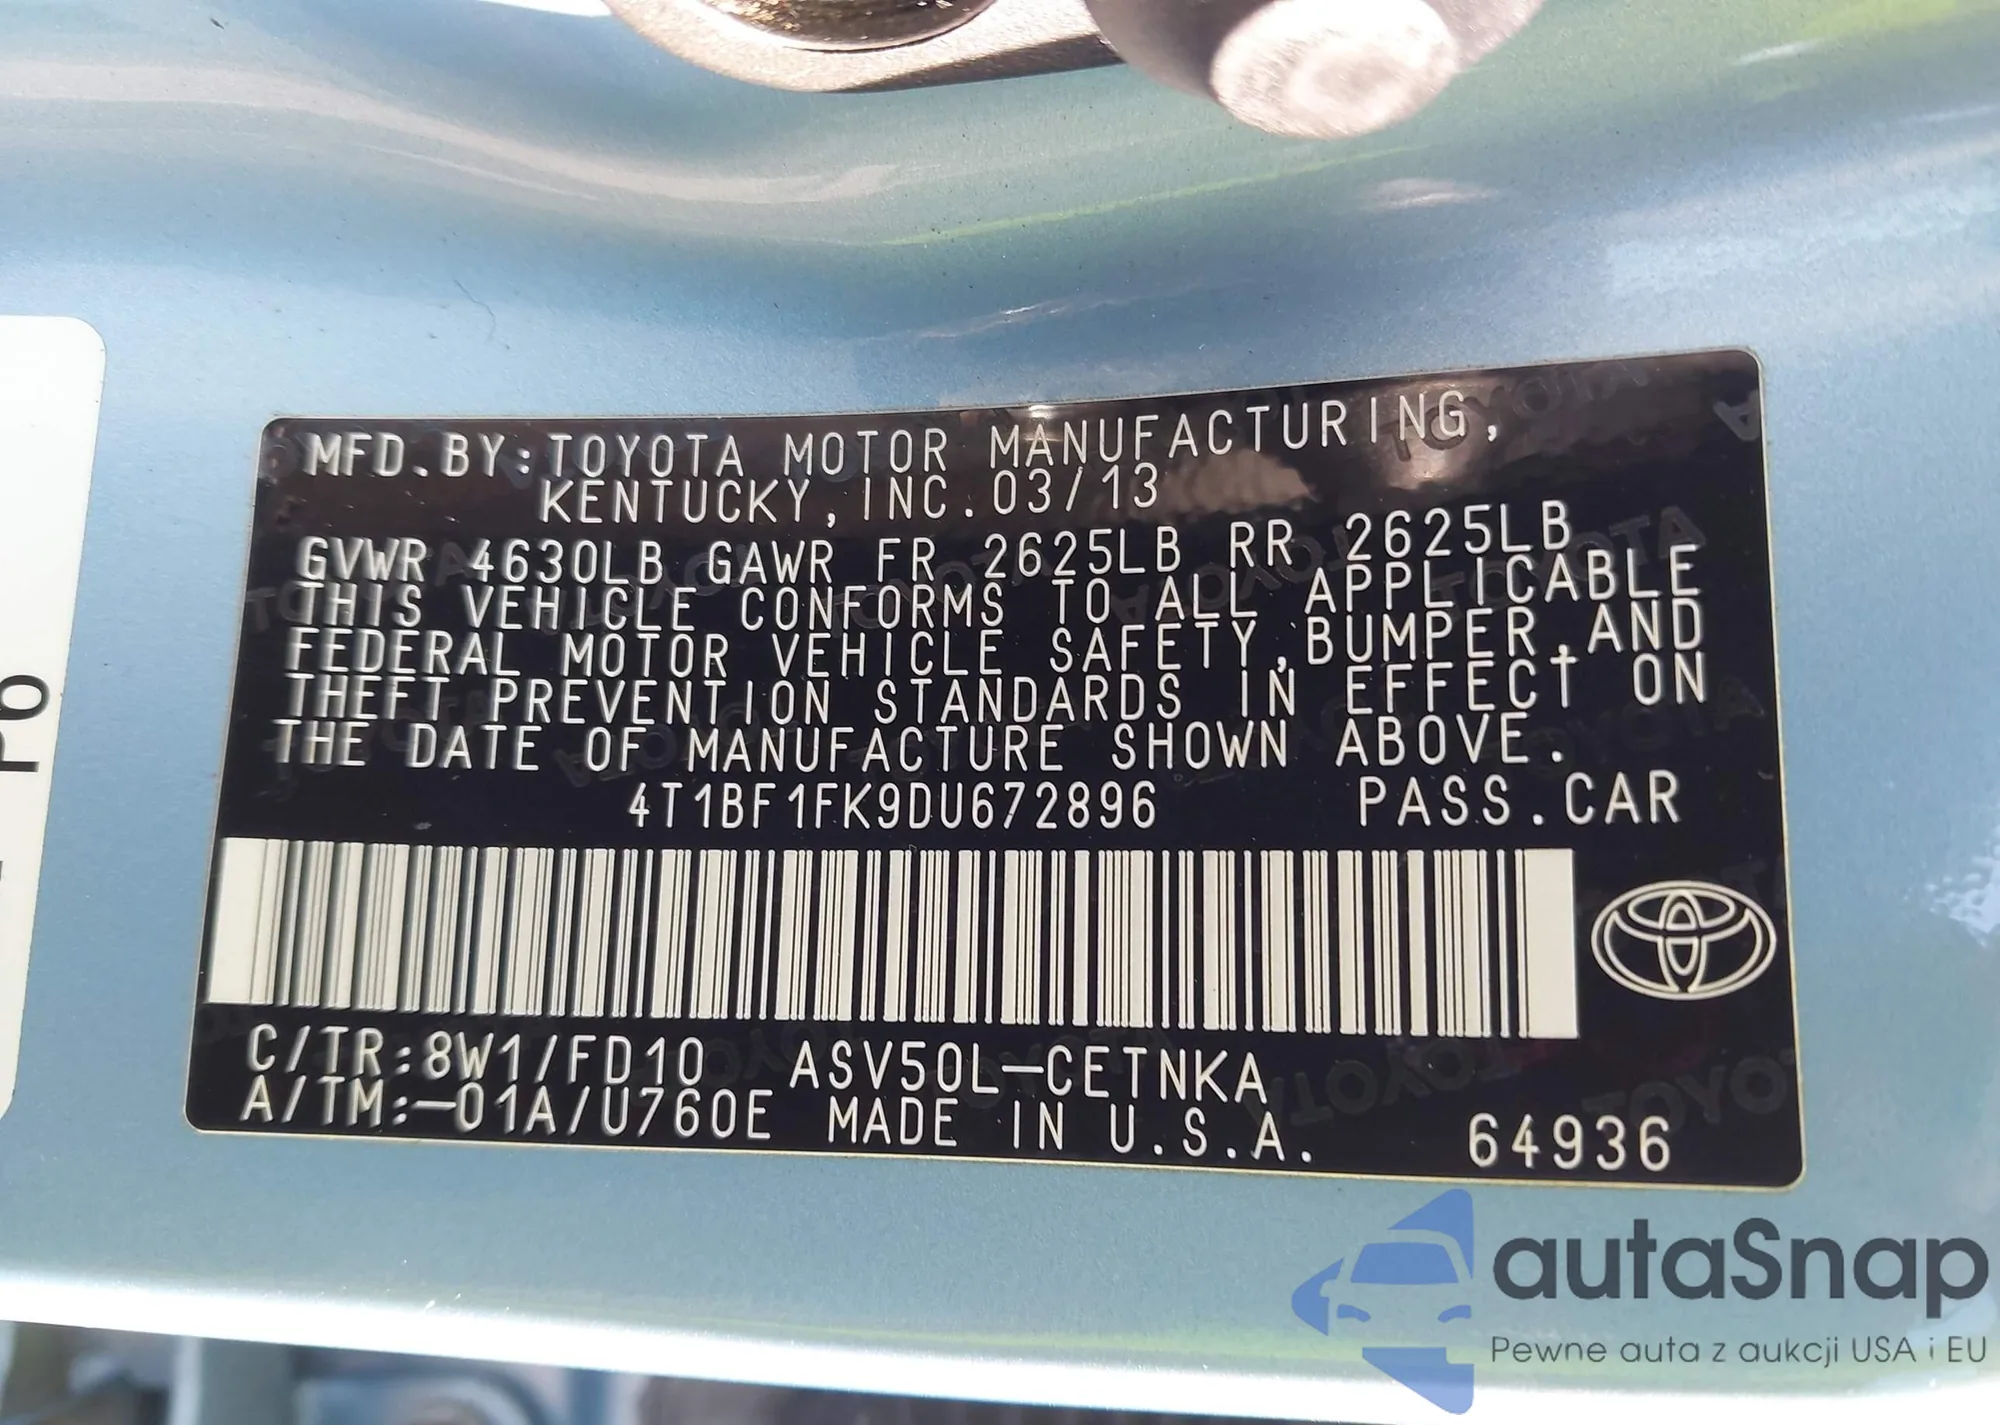 MFD.BY:TOYOTA MOTOR MANUFACTURING,
KENTUCKY,INC.03/13
GVWR 4630LB GAWR FR 2625LB RR 2625LB
THIS VEHICLE CONFORMS TO ALL APPLICABLE
FEDERAL MOTOR VEHICLE SAFETY,BUMPER,AND
THEFT PREVENTION STANDARDS IN EFFECT ON
THE DATE OF MANUFACTURE SHOWN ABOVE.
4T1BF1FK9DU672896 PASS.CAR
C/TR:8W1/FD10 ASV50L-CETNKA
A/TM:-01A/U760E MADE IN U.S.A. 64936
P6
autaSnap
Pewne auta z aukcji USA i EU